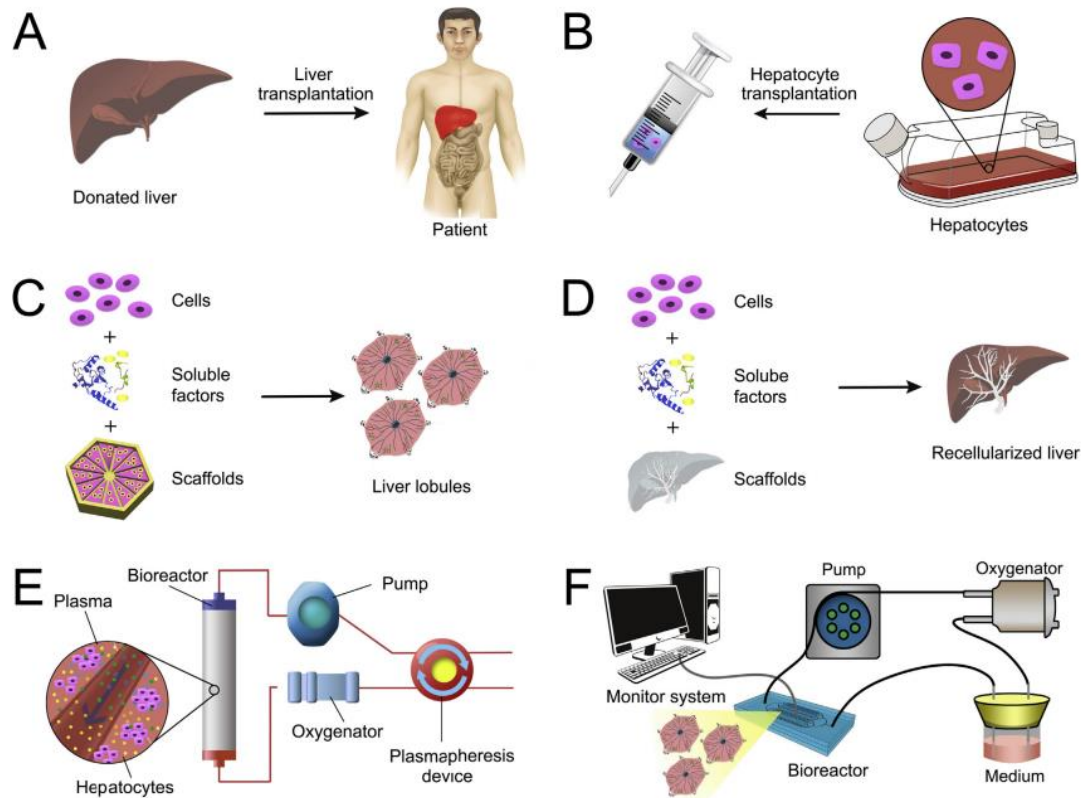 A
Donated liver
Liver
transplantation
Patient
B
Hepatocyte
transplantation
Hepatocytes
C
Cells
+
Soluble
factors
+
Scaffolds
Liver lobules
D
Cells
+
Solube
factors
+
Scaffolds
Recellularized liver
E
Bioreactor
Plasma
Hepatocytes
Pump
Oxygenator
Plasmapheresis
device
F
Pump
Oxygenator
Monitor system
Bioreactor
Medium